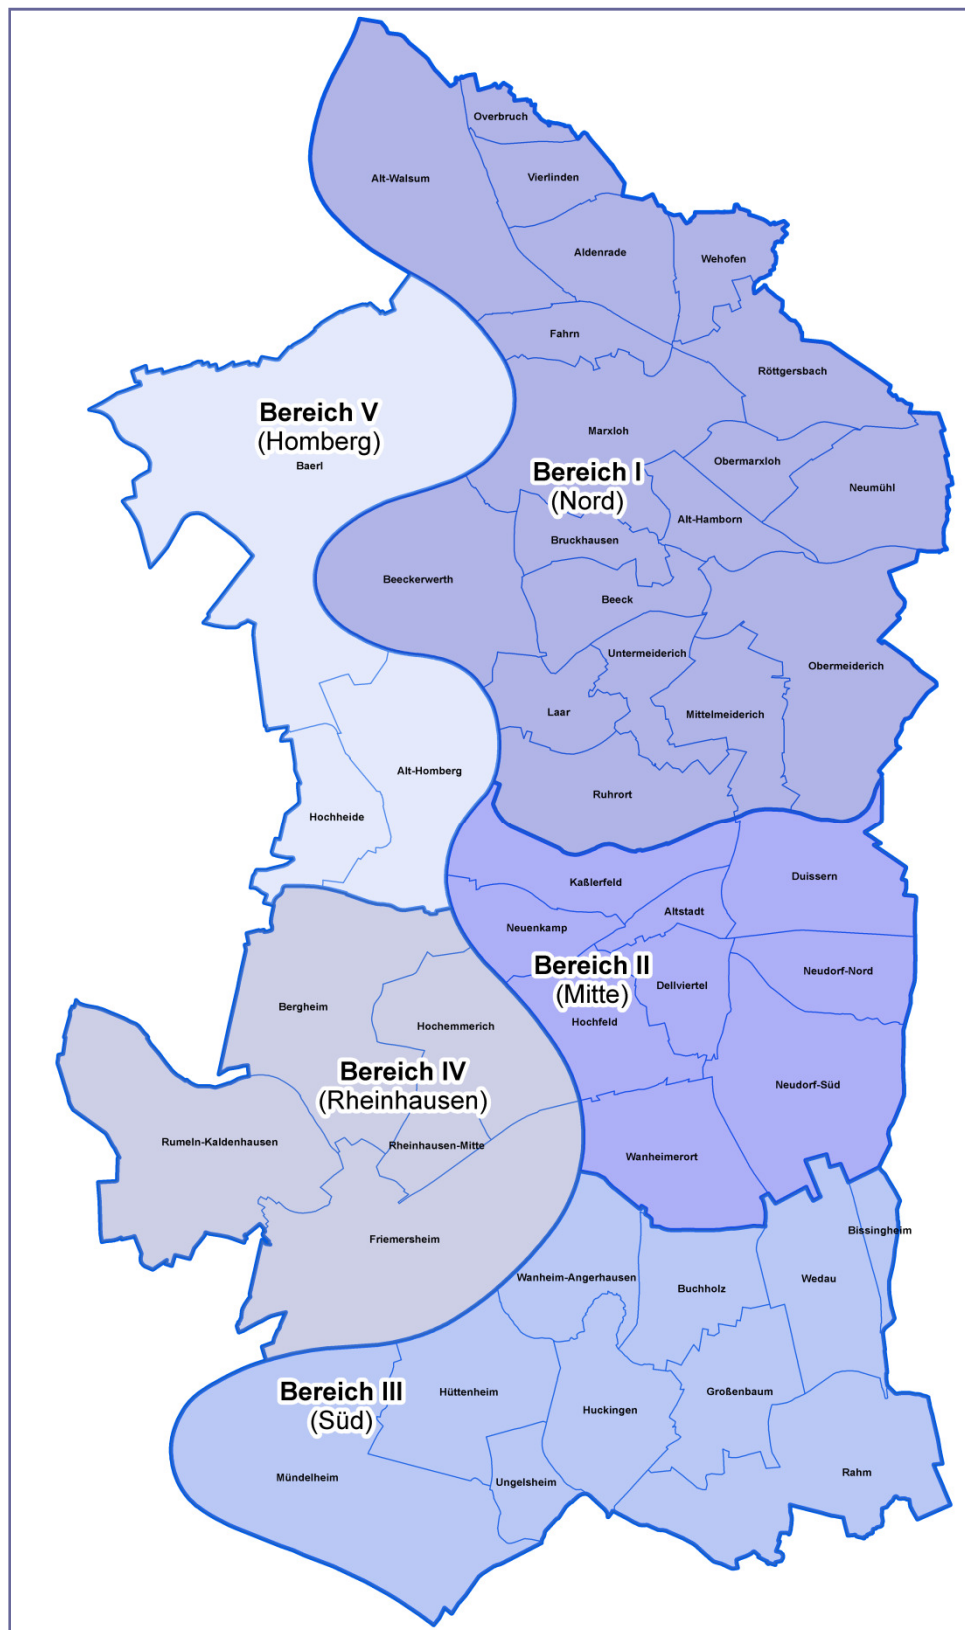 Overbruch
Alt-Walsum
Vierlinden
Aldenrade
Wehofen
Fahrn
Röttgersbach
Bereich V
(Homberg)
Baerl
Marxloh
Obermarxloh
Bereich I
(Nord)
Neumühl
Alt-Hamborn
Bruckhausen
Beeckerwerth
Beeck
Untermeiderich
Obermeiderich
Laar
Mittelmeiderich
Alt-Homberg
Ruhrort
Hochheide
Kaßlerfeld
Duissern
Altstadt
Neuenkamp
Bereich II
(Mitte)
Neudorf-Nord
Dellviertel
Hochfeld
Bergheim
Hochemmerich
Bereich IV
(Rheinhausen)
Neudorf-Süd
Rumeln-Kaldenhausen
Rheinhausen-Mitte
Wanheimerort
Friemersheim
Bissingheim
Wanheim-Angerhausen
Buchholz
Wedau
Bereich III
(Süd)
Hüttenheim
Großenbaum
Huckingen
Mündelheim
Ungelsheim
Rahm